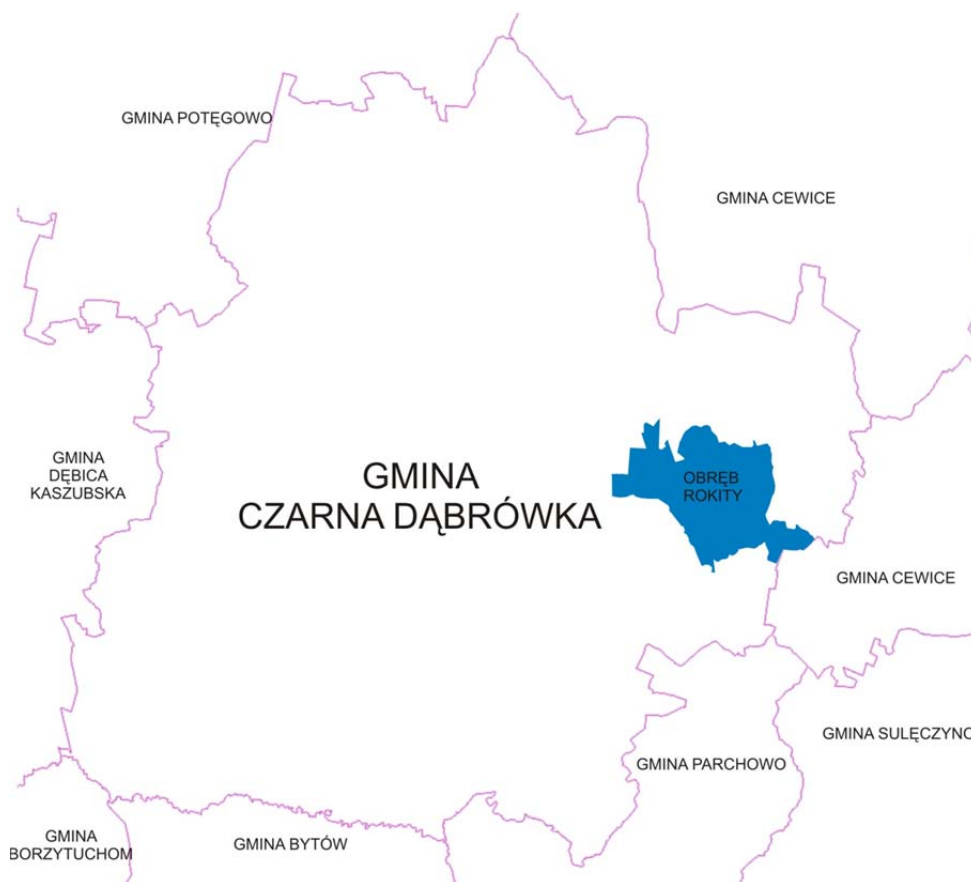 GMINA POTĘGOWO
GMINA CEWICE
GMINA
DĘBICA
KASZUBSKA
GMINA
CZARNA DĄBRÓWKA
OBRĘB
ROKITY
GMINA CEWICE
GMINA SULĘCZYNO
GMINA PARCHOWO
GMINA
BORZYTUCHOM
GMINA BYTÓW